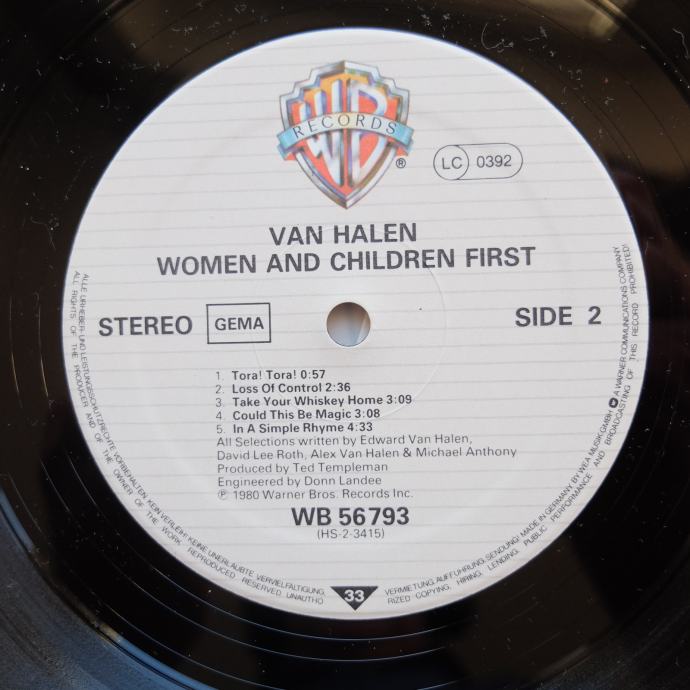 WB
RECORDS
®
LC 0392
VAN HALEN
WOMEN AND CHILDREN FIRST
STEREO GEMA SIDE 2
1. Tora! Tora! 0:57
2. Loss Of Control 2:36
3. Take Your Whiskey Home 3:09
4. Could This Be Magic 3:08
5. In A Simple Rhyme 4:33
All Selections written by Edward Van Halen,
David Lee Roth, Alex Van Halen & Michael Anthony
Produced by Ted Templeman
Engineered by Donn Landee
℗ 1980 Warner Bros. Records Inc.
WB 56 793
(HS-2-3415)
33
ALLE URHEBER- UND LEISTUNGSSCHUTZRECHTE VORBEHALTEN. KEIN VERLEIH! KEINE UNERLAUBTE VERVIELFÄLTIGUNG, VERMIETUNG, AUFFÜHRUNG, SENDUNG! MADE IN GERMANY BY WEA MUSIK GMBH A WARNER COMMUNICATIONS COMPANY
ALL RIGHTS OF THE PRODUCER AND OF THE OWNER OF THE WORK REPRODUCED RESERVED. UNAUTHORIZED COPYING, HIRING, LENDING, PUBLIC PERFORMANCE AND BROADCASTING OF THIS RECORD PROHIBITED!